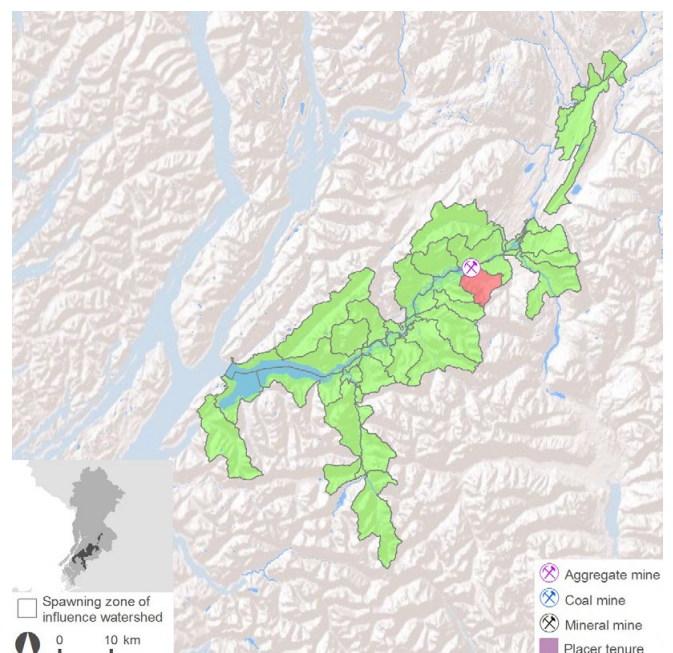 Spawning zone of
influence watershed
0 10 km
Aggregate mine
Coal mine
Mineral mine
Placer tenure